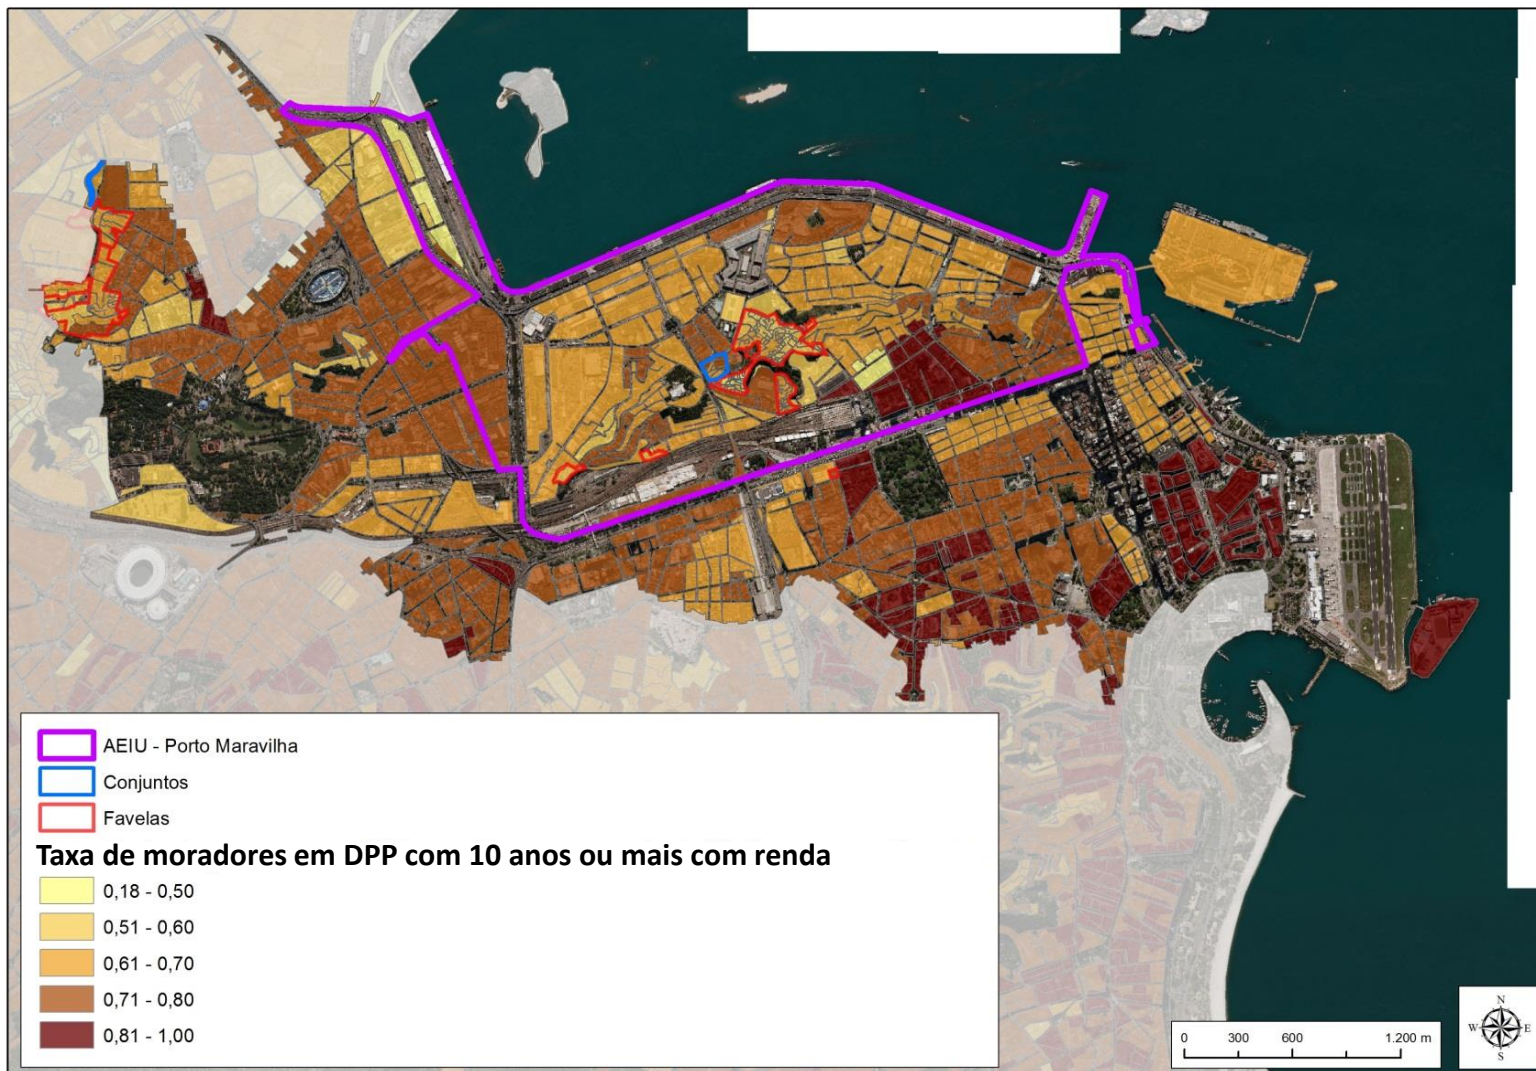 AEIU - Porto Maravilha
Conjuntos
Favelas
Taxa de moradores em DPP com 10 anos ou mais com renda
0,18 - 0,50
0,51 - 0,60
0,61 - 0,70
0,71 - 0,80
0,81 - 1,00
0 300 600 1.200 m
N
W E
S